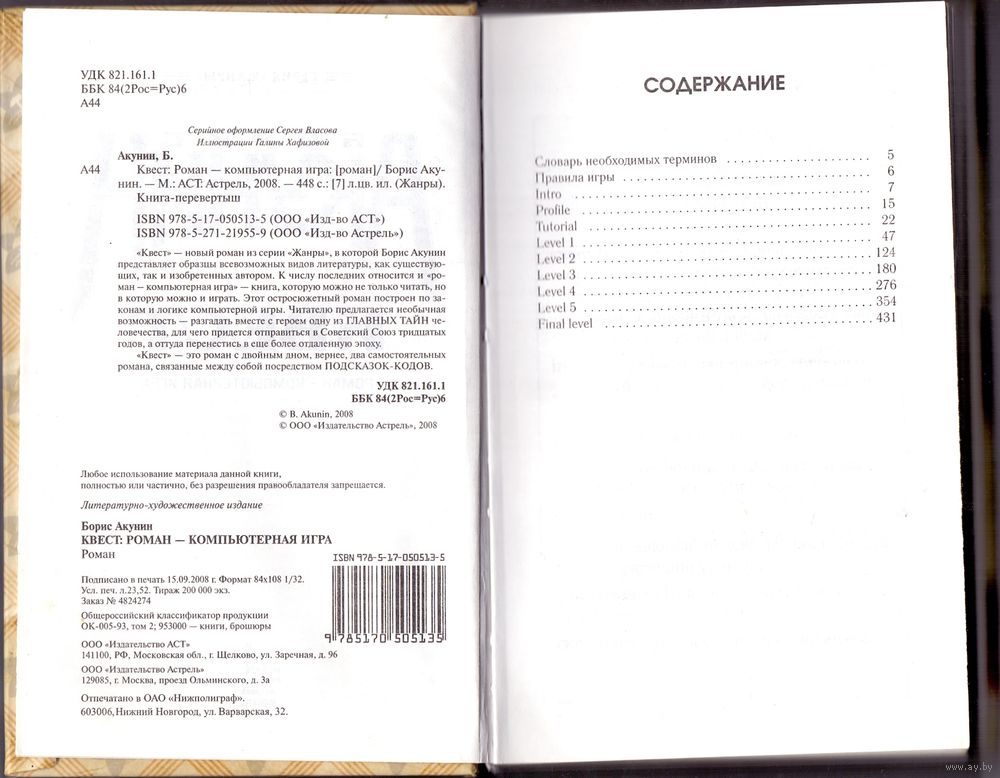 УДК 821.161.1
ББК 84(2Рос=Рус)6
А44
Серийное оформление Сергея Власова
Иллюстрации Галины Хафизовой
Акунин, Б.
А44 Квест: Роман — компьютерная игра: [роман]/ Борис Аку-
нин. — М.: АСТ: Астрель, 2008. — 448 с.: [7] л.цв. ил. (Жанры).
Книга-перевертыш
ISBN 978-5-17-050513-5 (ООО «Изд-во АСТ»)
ISBN 978-5-271-21955-9 (ООО «Изд-во Астрель»)
«Квест» — новый роман из серии «Жанры», в которой Борис Акунин
представляет образцы всевозможных видов литературы, как существую-
щих, так и изобретенных автором. К числу последних относится и «ро-
ман — компьютерная игра» — книга, которую можно не только читать, но
в которую можно и играть. Этот остросюжетный роман построен по за-
конам и логике компьютерной игры. Читателю предлагается необычная
возможность — разгадать вместе с героем одну из ГЛАВНЫХ ТАЙН че-
ловечества, для чего придется отправиться в Советский Союз тридцатых
годов, а оттуда перенестись в еще более отдаленную эпоху.
«Квест» — это роман с двойным дном, вернее, два самостоятельных
романа, связанные между собой посредством ПОДСКАЗОК-КОДОВ.
УДК 821.161.1
ББК 84(2Рос=Рус)6
© B. Akunin, 2008
© ООО «Издательство Астрель», 2008
Любое использование материала данной книги,
полностью или частично, без разрешения правообладателя запрещается.
Литературно-художественное издание
Борис Акунин
КВЕСТ: РОМАН — КОМПЬЮТЕРНАЯ ИГРА
Роман
ISBN 978-5-17-050513-5
9 785170 505135
Подписано в печать 15.09.2008 г. Формат 84х108 1/32.
Усл. печ. л.23,52. Тираж 200 000 экз.
Заказ № 4824274
Общероссийский классификатор продукции
ОК-005-93, том 2; 953000 — книги, брошюры
ООО «Издательство АСТ»
141100, РФ, Московская обл., г. Щелково, ул. Заречная, д. 96
ООО «Издательство Астрель»
129085, г. Москва, проезд Ольминского, д. 3а
Отпечатано в ОАО «Нижполиграф».
603006,Нижний Новгород, ул. Варварская, 32.
СОДЕРЖАНИЕ
Словарь необходимых терминов . . . . . . . . . . . . . . . . . . . . 5
Правила игры . . . . . . . . . . . . . . . . . . . . . . . . . . . . . . . . . . . 6
Intro . . . . . . . . . . . . . . . . . . . . . . . . . . . . . . . . . . . . . . . . . . 7
Profile . . . . . . . . . . . . . . . . . . . . . . . . . . . . . . . . . . . . . . . . 15
Tutorial . . . . . . . . . . . . . . . . . . . . . . . . . . . . . . . . . . . . . . . 22
Level 1 . . . . . . . . . . . . . . . . . . . . . . . . . . . . . . . . . . . . . . . 47
Level 2 . . . . . . . . . . . . . . . . . . . . . . . . . . . . . . . . . . . . . . . 124
Level 3 . . . . . . . . . . . . . . . . . . . . . . . . . . . . . . . . . . . . . . . 180
Level 4 . . . . . . . . . . . . . . . . . . . . . . . . . . . . . . . . . . . . . . . 276
Level 5 . . . . . . . . . . . . . . . . . . . . . . . . . . . . . . . . . . . . . . . 354
Final level . . . . . . . . . . . . . . . . . . . . . . . . . . . . . . . . . . . . . 431
www.ay.by